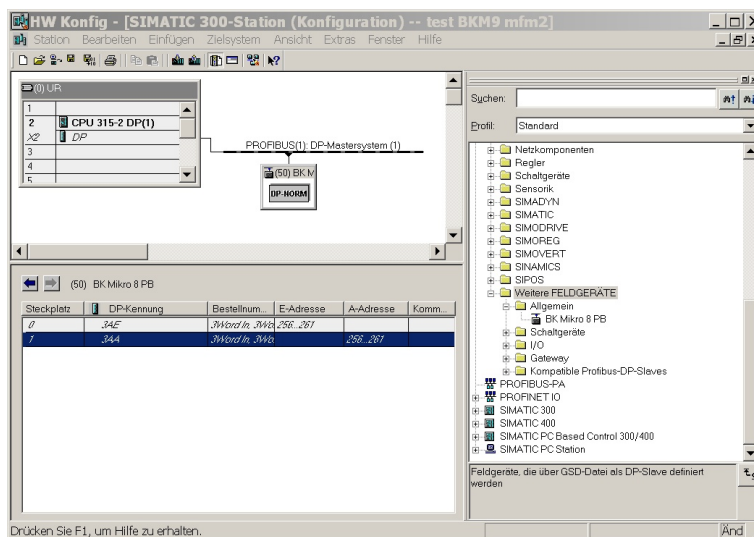 HW Konfig - [SIMATIC 300-Station (Konfiguration) -- test BKM9 mfm2]
Station Bearbeiten Einfügen Zielsystem Ansicht Extras Fenster Hilfe
(0) UR
1
2 CPU 315-2 DP(1)
X2 DP
3
4
5
PROFIBUS(1): DP-Mastersystem (1)
(50) BK M
DP-NORM
(50) BK Mikro 8 PB
Steckplatz DP-Kennung Bestellnum... E-Adresse A-Adresse Komm...
0 3AE 3Word In, 3Wo 256...261
1 3AA 3Word In, 3Wo 256...261
Suchen:
Profil: Standard
Netzkomponenten
Regler
Schaltgeräte
Sensorik
SIMADYN
SIMATIC
SIMODRIVE
SIMOREG
SIMOVERT
SINAMICS
SIPOS
Weitere FELDGERÄTE
Allgemein
BK Mikro 8 PB
Schaltgeräte
I/O
Gateway
Kompatible Profibus-DP-Slaves
PROFIBUS-PA
PROFINET IO
SIMATIC 300
SIMATIC 400
SIMATIC PC Based Control 300/400
SIMATIC PC Station
Feldgeräte, die über GSD-Datei als DP-Slave definiert
werden
Drücken Sie F1, um Hilfe zu erhalten.
Änd